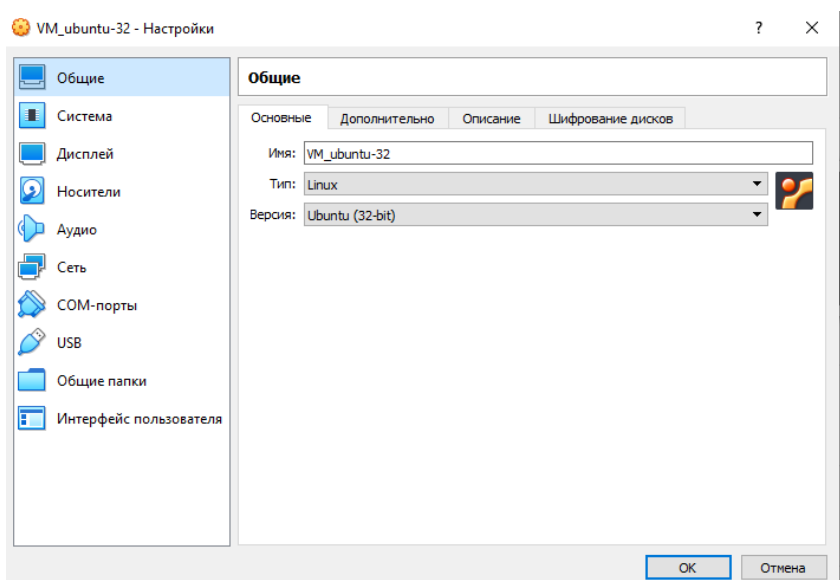 VM_ubuntu-32 - Настройки
?
Общие
Система
Дисплей
Носители
Аудио
Сеть
COM-порты
USB
Общие папки
Интерфейс пользователя
Общие
Основные Дополнительно Описание Шифрование дисков
Имя: VM_ubuntu-32
Тип: Linux
Версия: Ubuntu (32-bit)
OK Отмена